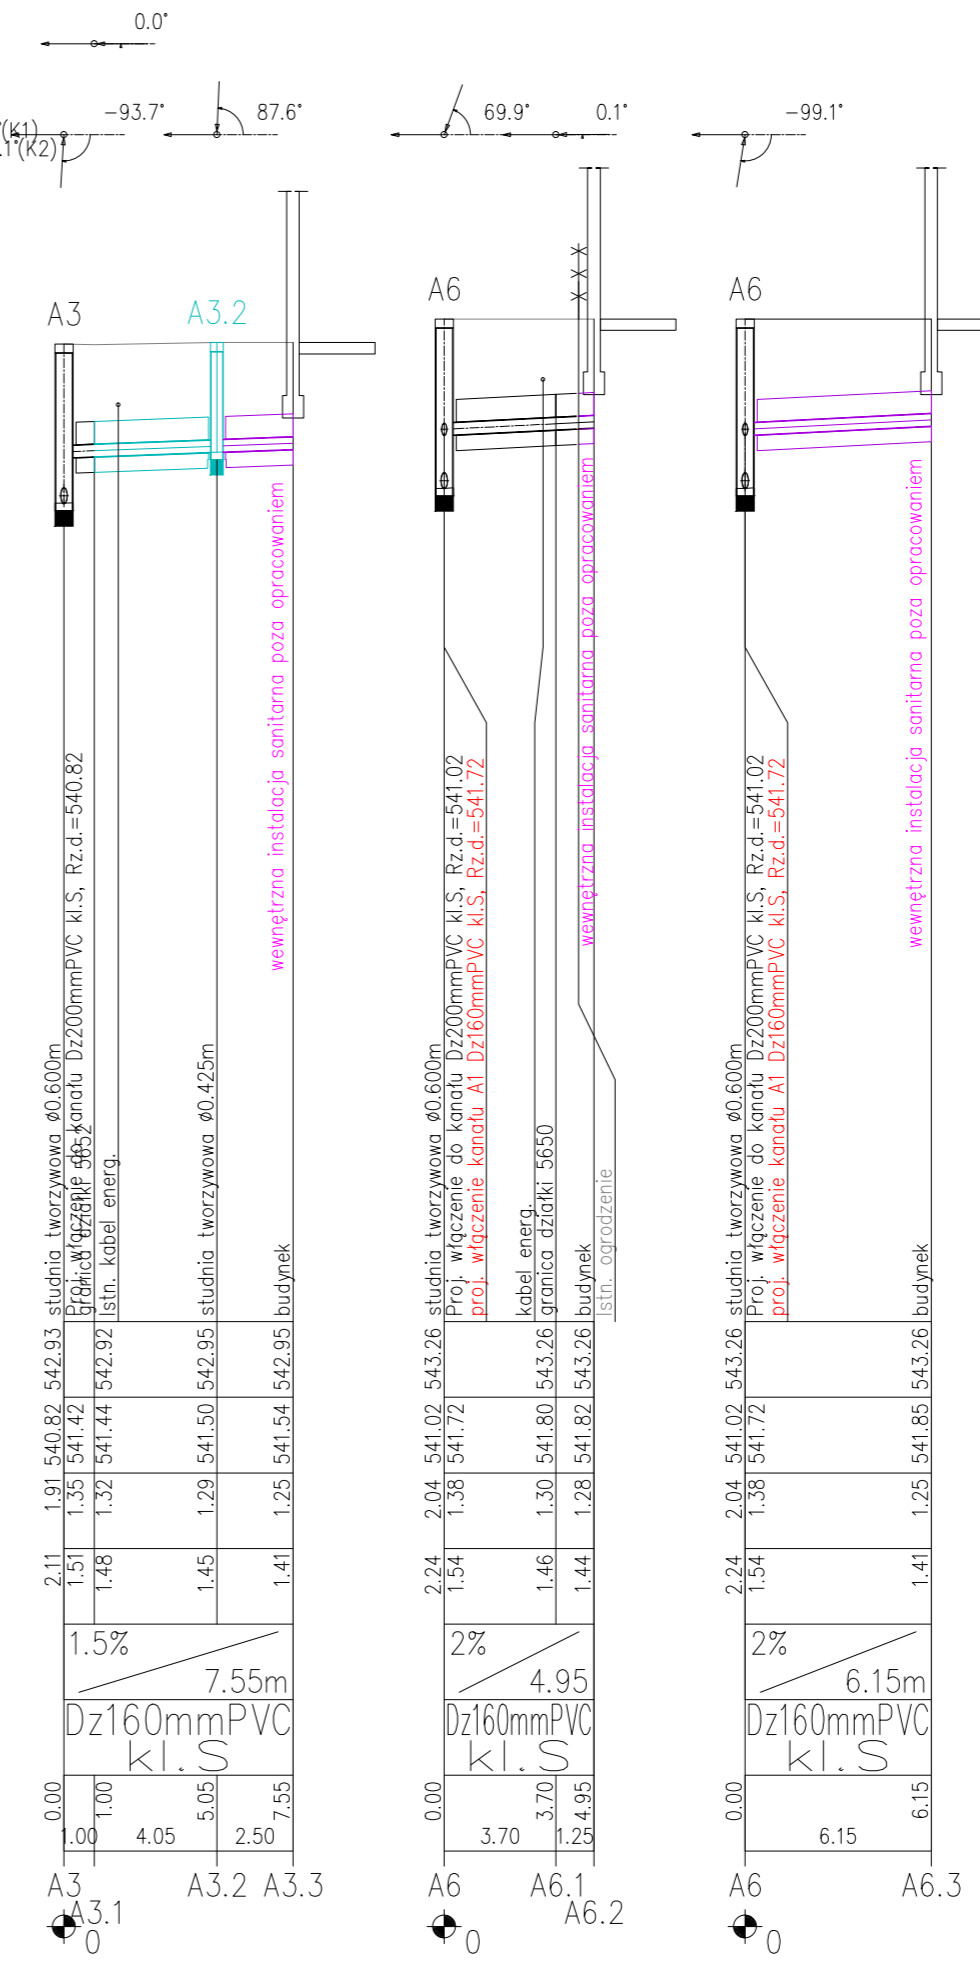 0.0°
-93.7°
87.6°
69.9°
0.1°
-99.1°
(K1)
.1°(K2)
A3
A3.2
A6
A6
wewnętrzna instalacja sanitarna poza opracowaniem
wewnętrzna instalacja sanitarna poza opracowaniem
wewnętrzna instalacja sanitarna poza opracowaniem
studnia tworzywowa ø0.600m
Proj. włączenie do kanału Dz200mmPVC kl.S, Rz.d.=540.82
granica działki 5652
Istn. kabel energ.
studnia tworzywowa ø0.425m
budynek
studnia tworzywowa ø0.600m
Proj. włączenie do kanału Dz200mmPVC kl.S, Rz.d.=541.02
proj. włączenie kanału A1 Dz160mmPVC kl.S, Rz.d.=541.72
kabel energ.
granica działki 5650
budynek
Istn. ogrodzenie
studnia tworzywowa ø0.600m
Proj. włączenie do kanału Dz200mmPVC kl.S, Rz.d.=541.02
proj. włączenie kanału A1 Dz160mmPVC kl.S, Rz.d.=541.72
budynek
542.93 542.92 542.95 542.95
540.82 541.42 541.44 541.50 541.54
1.91 1.35 1.32 1.29 1.25
2.11 1.51 1.48 1.45 1.41
1.5%
7.55m
Dz160mmPVC
kl.S
0.00 1.00 5.05 7.55
1.00 4.05 2.50
A3 A3.2 A3.3
A3.1
0
543.26 543.26 543.26
541.02 541.72 541.80 541.82
2.04 1.38 1.30 1.28
2.24 1.54 1.46 1.44
2%
4.95
Dz160mmPVC
kl.S
0.00 3.70 4.95
3.70 1.25
A6 A6.1
A6.2
0
543.26 543.26
541.02 541.72 541.85
2.04 1.38 1.25
2.24 1.54 1.41
2%
6.15m
Dz160mmPVC
kl.S
0.00 6.15
6.15
A6 A6.3
0